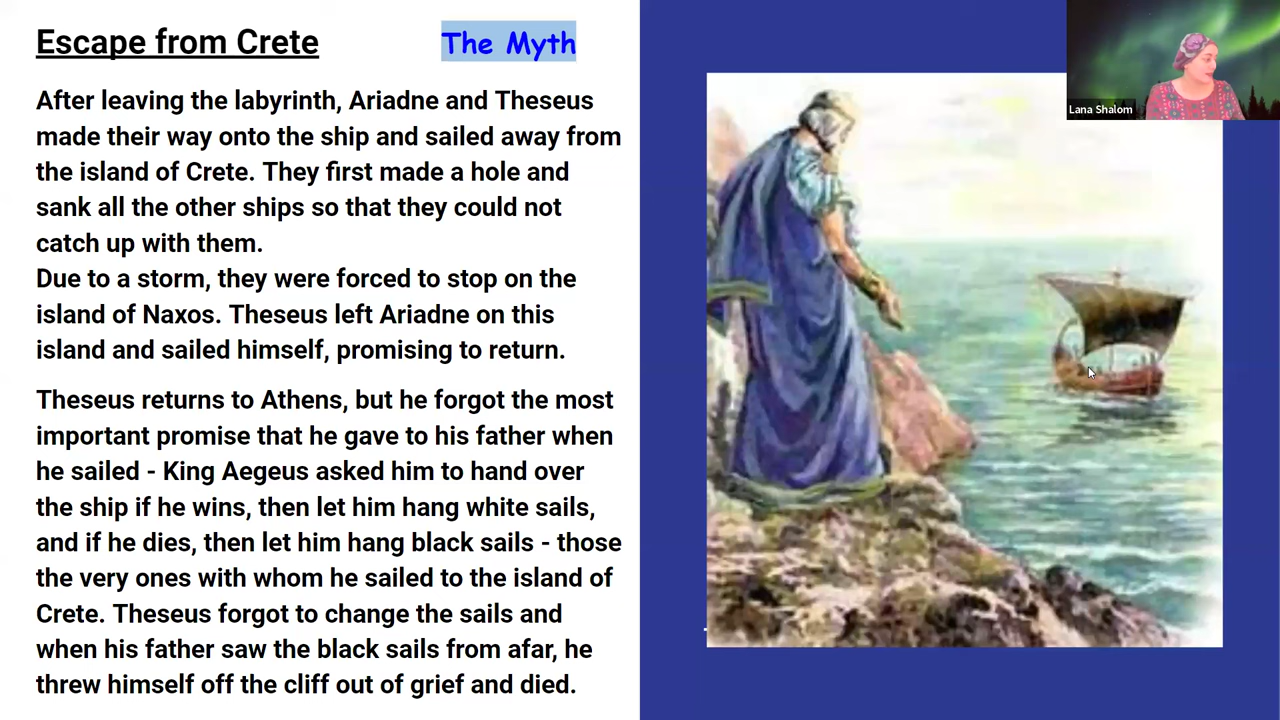 Escape from Crete
The Myth
After leaving the labyrinth, Ariadne and Theseus
made their way onto the ship and sailed away from
the island of Crete. They first made a hole and
sank all the other ships so that they could not
catch up with them.
Due to a storm, they were forced to stop on the
island of Naxos. Theseus left Ariadne on this
island and sailed himself, promising to return.
Theseus returns to Athens, but he forgot the most
important promise that he gave to his father when
he sailed - King Aegeus asked him to hand over
the ship if he wins, then let him hang white sails,
and if he dies, then let him hang black sails - those
the very ones with whom he sailed to the island of
Crete. Theseus forgot to change the sails and
when his father saw the black sails from afar, he
threw himself off the cliff out of grief and died.
Lana Shalom